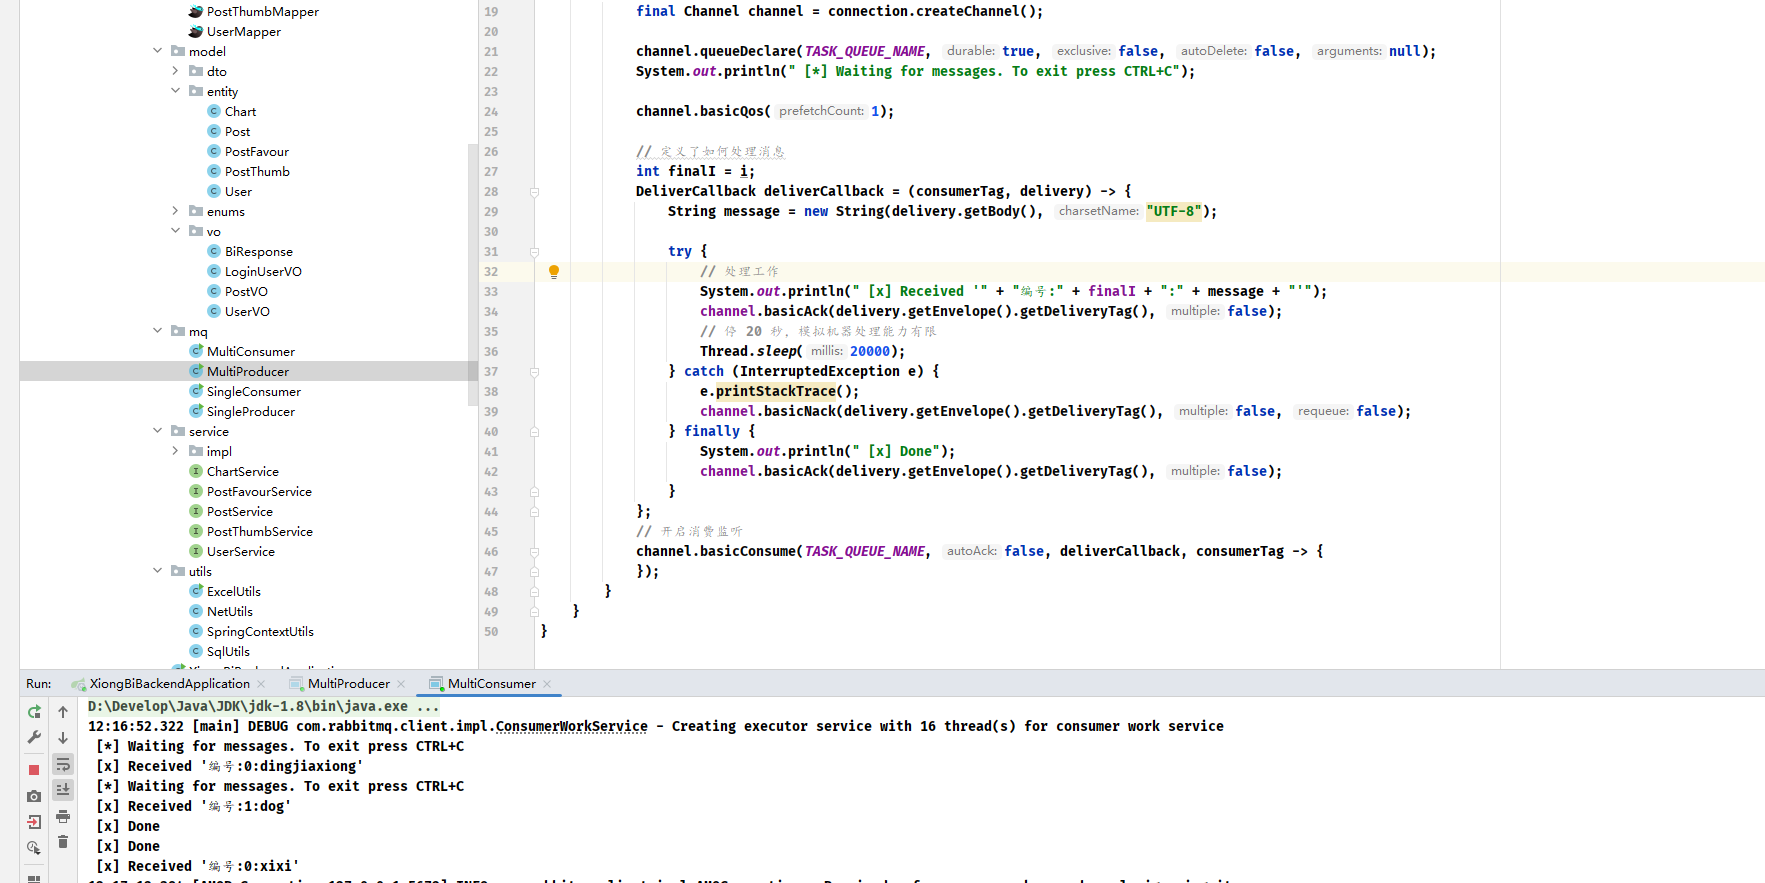 PostThumbMapper
UserMapper
model
dto
entity
Chart
Post
PostFavour
PostThumb
User
enums
vo
BiResponse
LoginUserVO
PostVO
UserVO
mq
MultiConsumer
MultiProducer
SingleConsumer
SingleProducer
service
impl
ChartService
PostFavourService
PostService
PostThumbService
UserService
utils
ExcelUtils
NetUtils
SpringContextUtils
SqlUtils
19 final Channel channel = connection.createChannel();
20
21 channel.queueDeclare(TASK_QUEUE_NAME, durable: true, exclusive: false, autoDelete: false, arguments: null);
22 System.out.println(" [*] Waiting for messages. To exit press CTRL+C");
23
24 channel.basicQos( prefetchCount: 1);
25
26 // 定义了如何处理消息
27 int finalI = i;
28 DeliverCallback deliverCallback = (consumerTag, delivery) -> {
29 String message = new String(delivery.getBody(), charsetName: "UTF-8");
30
31 try {
32 // 处理工作
33 System.out.println(" [x] Received '" + "编号:" + finalI + ":" + message + "'");
34 channel.basicAck(delivery.getEnvelope().getDeliveryTag(), multiple: false);
35 // 停 20 秒，模拟机器处理能力有限
36 Thread.sleep( millis: 20000);
37 } catch (InterruptedException e) {
38 e.printStackTrace();
39 channel.basicNack(delivery.getEnvelope().getDeliveryTag(), multiple: false, requeue: false);
40 } finally {
41 System.out.println(" [x] Done");
42 channel.basicAck(delivery.getEnvelope().getDeliveryTag(), multiple: false);
43 }
44 };
45 // 开启消费监听
46 channel.basicConsume(TASK_QUEUE_NAME, autoAck: false, deliverCallback, consumerTag -> {
47 });
48 }
49 }
50 }
Run: XiongBiBackendApplication MultiProducer MultiConsumer
D:\Develop\Java\JDK\jdk-1.8\bin\java.exe ...
12:16:52.322 [main] DEBUG com.rabbitmq.client.impl.ConsumerWorkService - Creating executor service with 16 thread(s) for consumer work service
[*] Waiting for messages. To exit press CTRL+C
[x] Received '编号:0:dingjiaxiong'
[*] Waiting for messages. To exit press CTRL+C
[x] Received '编号:1:dog'
[x] Done
[x] Done
[x] Received '编号:0:xixi'